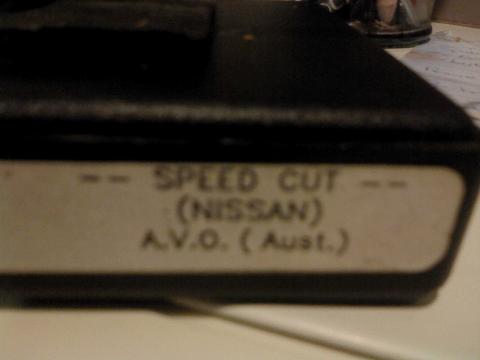 -- SPEED CUT --
(NISSAN)
A.V.O. (Aust.)